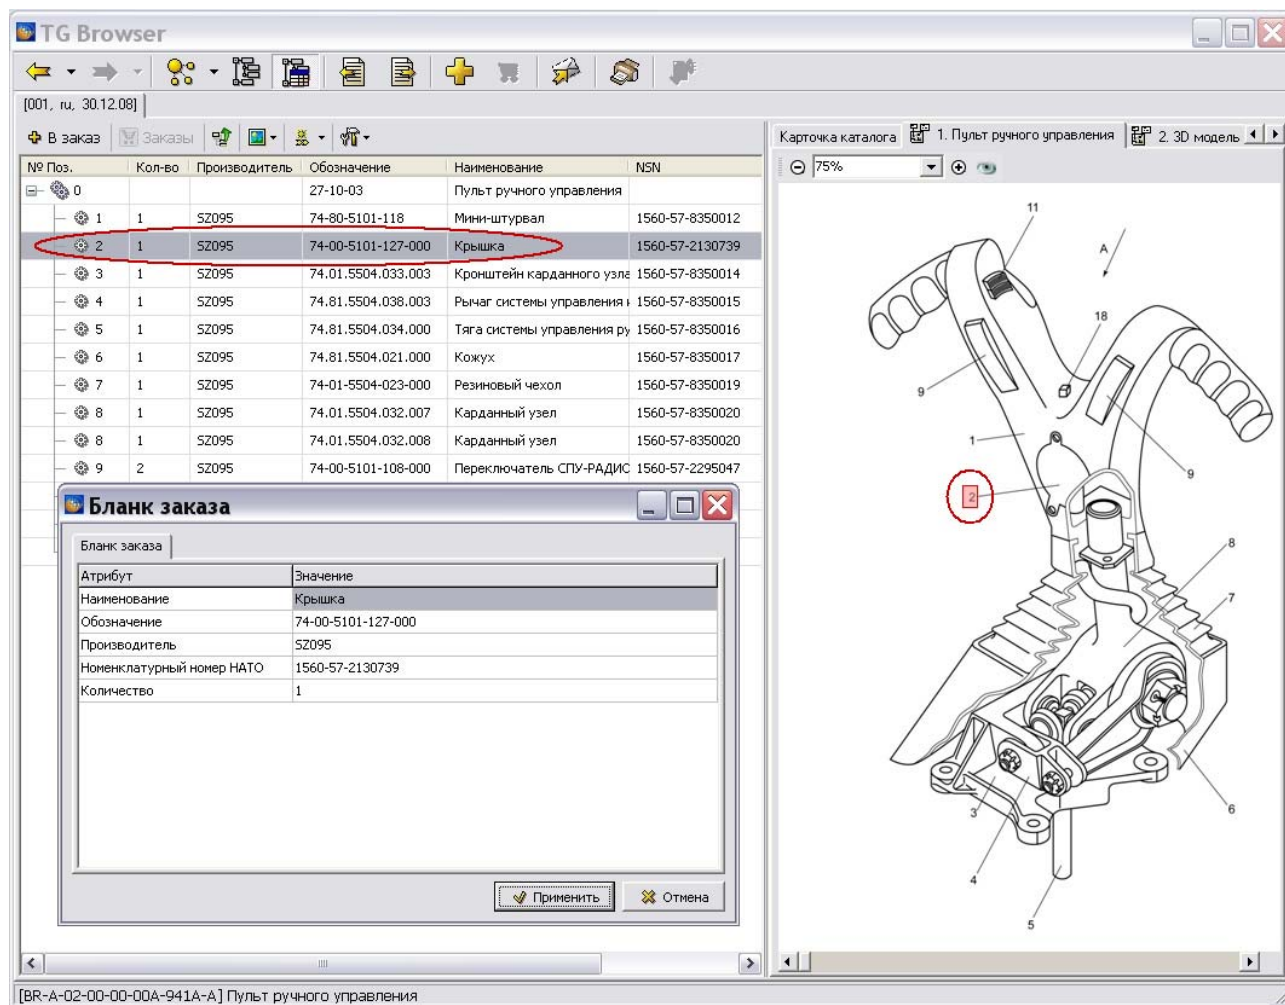 TG Browser
[001, ru, 30.12.08]
В заказ Заказы
№ Поз. Кол-во Производитель Обозначение Наименование NSN
0 27-10-03 Пульт ручного управления
1 1 SZ095 74-80-5101-118 Мини-штурвал 1560-57-8350012
2 1 SZ095 74-00-5101-127-000 Крышка 1560-57-2130739
3 1 SZ095 74.01.5504.033.003 Кронштейн карданного узла 1560-57-8350014
4 1 SZ095 74.81.5504.038.003 Рычаг системы управления 1560-57-8350015
5 1 SZ095 74.81.5504.034.000 Тяга системы управления ру 1560-57-8350016
6 1 SZ095 74.81.5504.021.000 Кожух 1560-57-8350017
7 1 SZ095 74-01-5504-023-000 Резиновый чехол 1560-57-8350019
8 1 SZ095 74.01.5504.032.007 Карданный узел 1560-57-8350020
8 1 SZ095 74.01.5504.032.008 Карданный узел 1560-57-8350020
9 2 SZ095 74-00-5101-108-000 Переключатель СПУ-РАДИО 1560-57-2295047
Бланк заказа
Бланк заказа
Атрибут Значение
Наименование Крышка
Обозначение 74-00-5101-127-000
Производитель SZ095
Номенклатурный номер НАТО 1560-57-2130739
Количество 1
Применить Отмена
Карточка каталога 1. Пульт ручного управления 2. 3D модель
75%
11
A
18
9
1
9
2
8
7
6
3
4
5
[BR-A-02-00-00-00A-941A-A] Пульт ручного управления